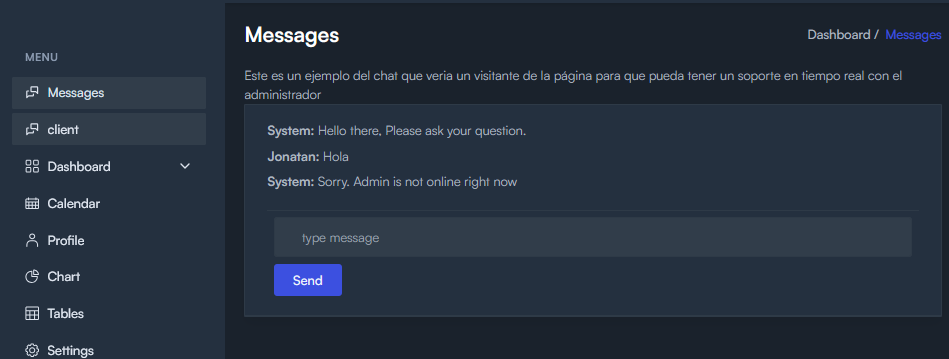 MENU
Messages
client
Dashboard
Calendar
Profile
Chart
Tables
Settings
Messages
Dashboard / Messages
Este es un ejemplo del chat que veria un visitante de la página para que pueda tener un soporte en tiempo real con el
administrador
System: Hello there, Please ask your question.
Jonatan: Hola
System: Sorry. Admin is not online right now
type message
Send